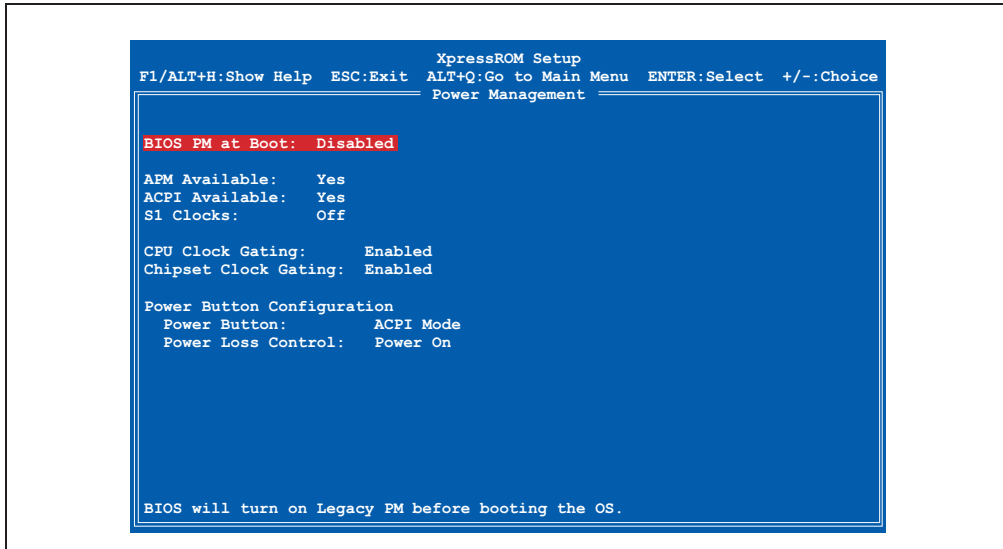 XpressROM Setup
F1/ALT+H:Show Help ESC:Exit ALT+Q:Go to Main Menu ENTER:Select +/-:Choice
Power Management
BIOS PM at Boot: Disabled
APM Available: Yes
ACPI Available: Yes
S1 Clocks: Off
CPU Clock Gating: Enabled
Chipset Clock Gating: Enabled
Power Button Configuration
Power Button: ACPI Mode
Power Loss Control: Power On
BIOS will turn on Legacy PM before booting the OS.